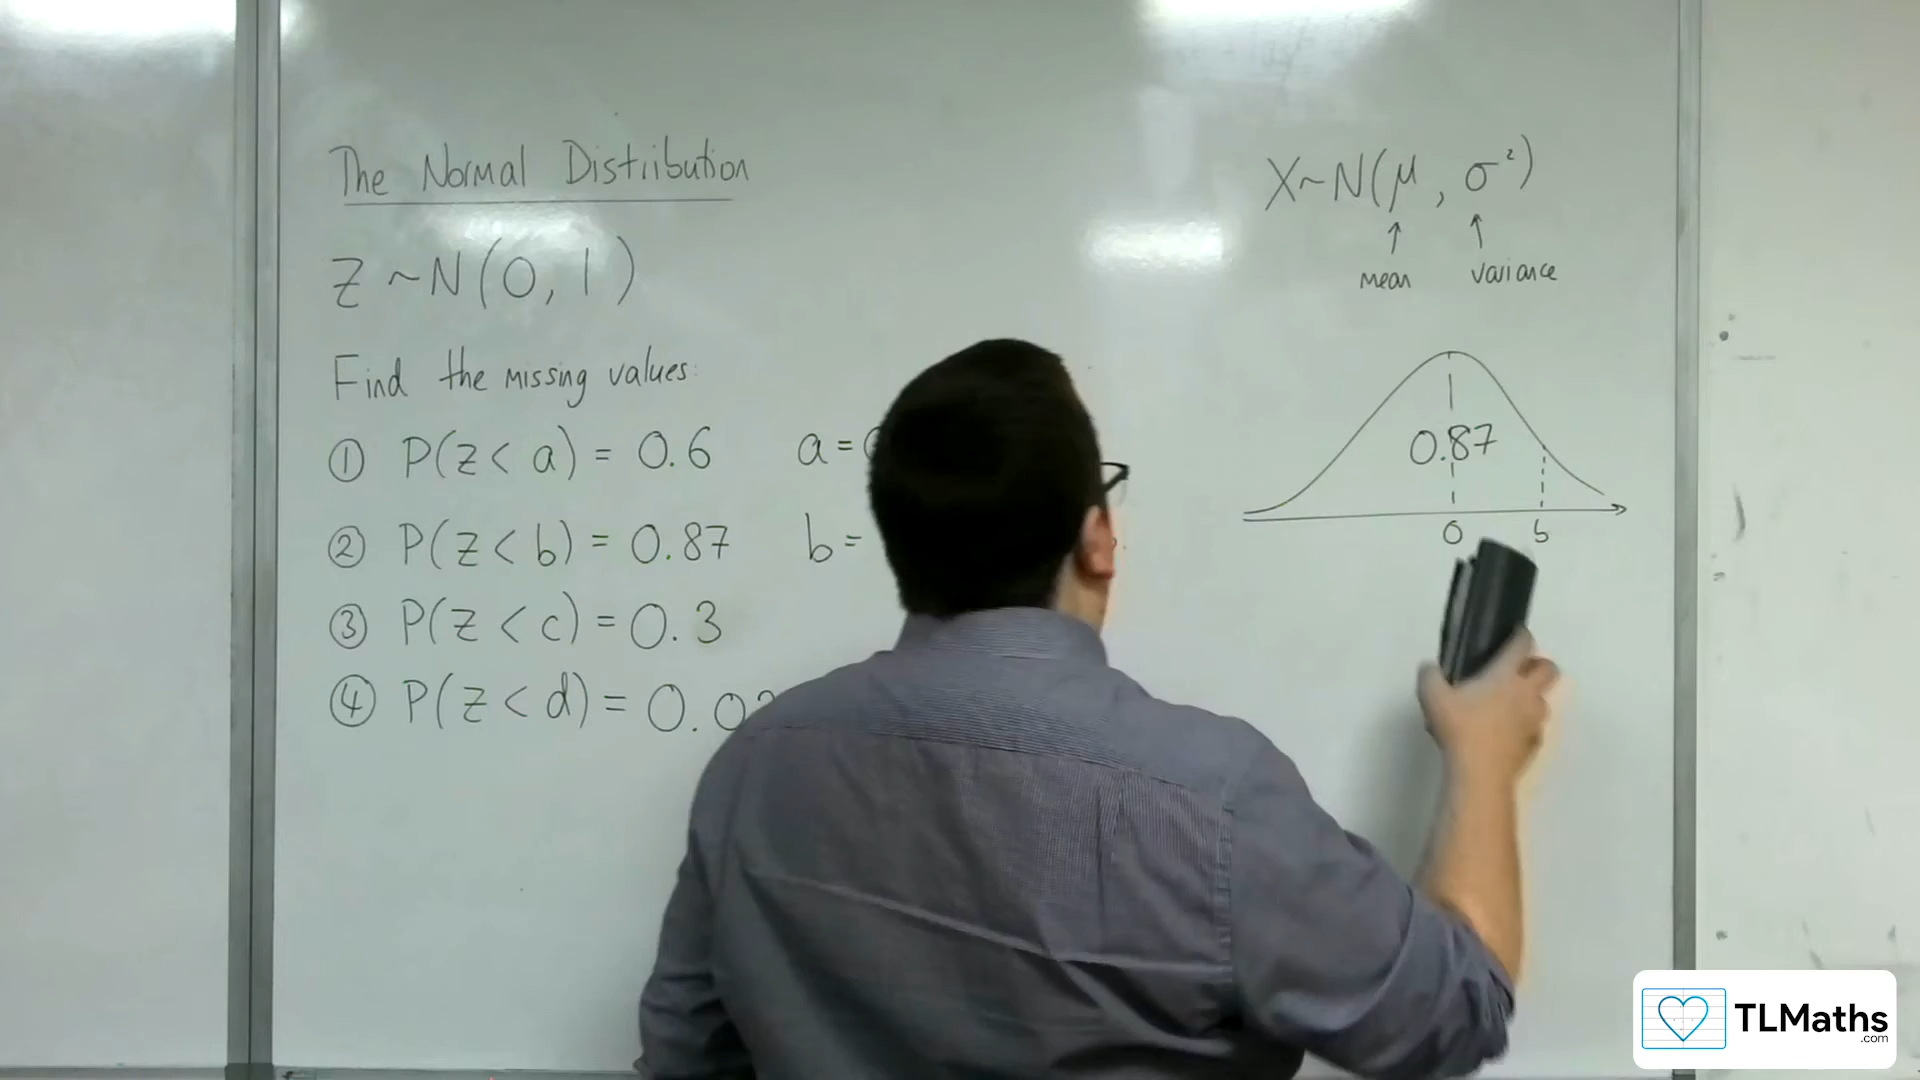 The Normal Distribution
Z ~ N(0, 1)
Find the missing values:
① P(Z < a) = 0.6 a =
② P(Z < b) = 0.87 b =
③ P(Z < c) = 0.3
④ P(Z < d) = 0.0
X ~ N(μ, σ²)
↑ ↑
mean variance
0.87
0 b
TLMaths
.com